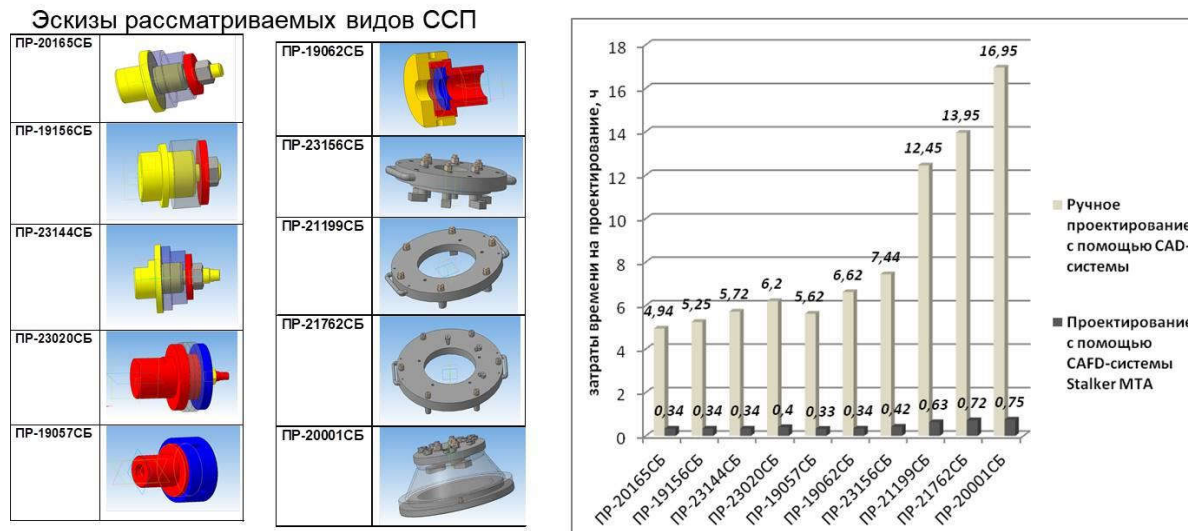 Эскизы рассматриваемых видов ССП
ПР-20165СБ
ПР-19156СБ
ПР-23144СБ
ПР-23020СБ
ПР-19057СБ
ПР-19062СБ
ПР-23156СБ
ПР-21199СБ
ПР-21762СБ
ПР-20001СБ
затраты времени на проектирование, ч
18
16
14
12
10
8
6
4
2
0
4,94
5,25
5,72
6,2
5,62
6,62
7,44
12,45
13,95
16,95
0,34
0,34
0,34
0,4
0,33
0,34
0,42
0,63
0,72
0,75
ПР-20165СБ
ПР-19156СБ
ПР-23144СБ
ПР-23020СБ
ПР-19057СБ
ПР-19062СБ
ПР-23156СБ
ПР-21199СБ
ПР-21762СБ
ПР-20001СБ
Ручное
проектирование
с помощью CAD-
системы
Проектирование
с помощью
CAFD-системы
Stalker MTA